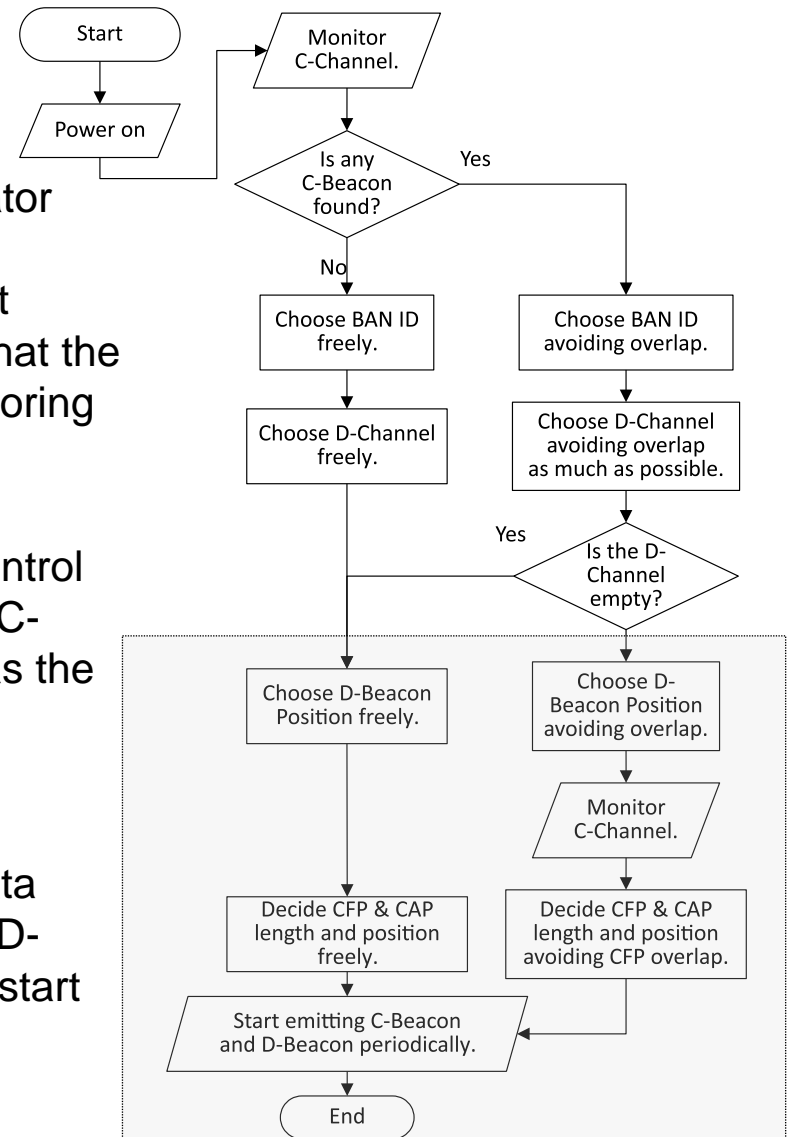 Start
Power on
Monitor
C-Channel.
Is any
C-Beacon
found?
Yes
No
Choose BAN ID
freely.
Choose BAN ID
avoiding overlap.
Choose D-Channel
freely.
Choose D-Channel
avoiding overlap
as much as possible.
Yes
Is the D-
Channel
empty?
Choose D-Beacon
Position freely.
Choose D-
Beacon Position
avoiding overlap.
Monitor
C-Channel.
Decide CFP & CAP
length and position
freely.
Decide CFP & CAP
length and position
avoiding CFP overlap.
Start emitting C-Beacon
and D-Beacon periodically.
End
the
C-
the
D-
start